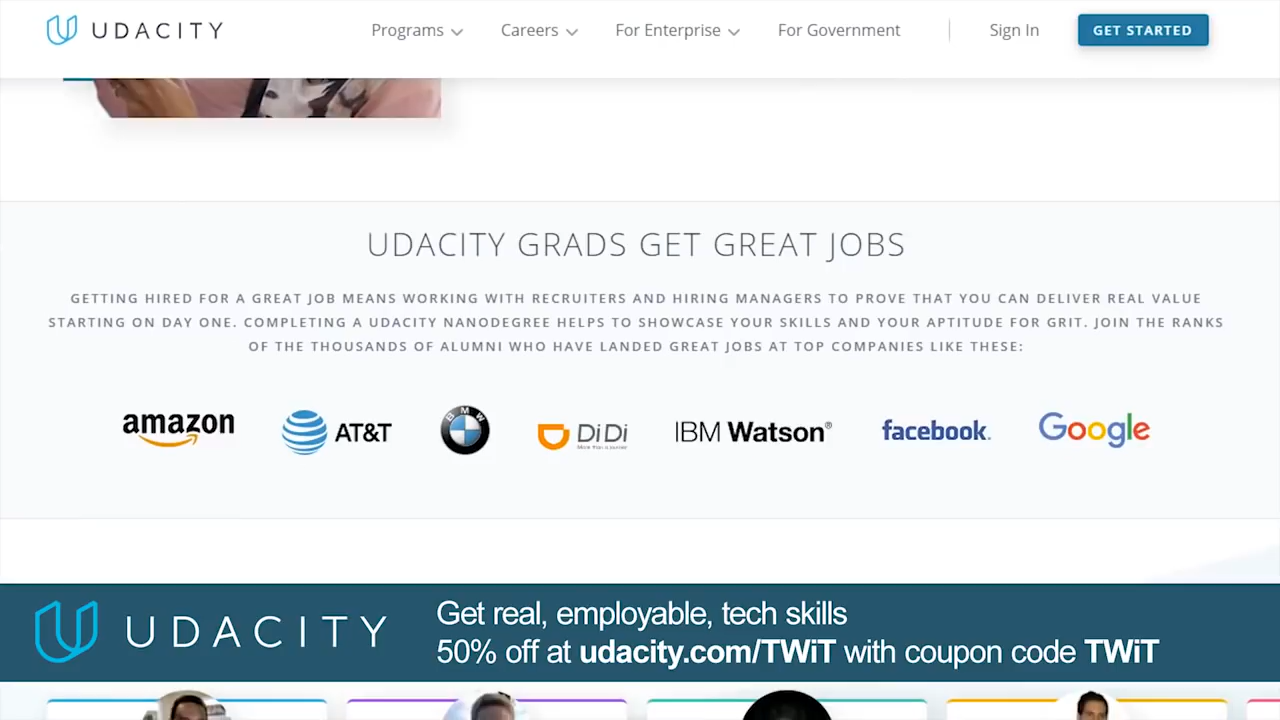 UDACITY
Programs
Careers
For Enterprise
For Government
Sign In
GET STARTED
UDACITY GRADS GET GREAT JOBS
GETTING HIRED FOR A GREAT JOB MEANS WORKING WITH RECRUITERS AND HIRING MANAGERS TO PROVE THAT YOU CAN DELIVER REAL VALUE
STARTING ON DAY ONE. COMPLETING A UDACITY NANODEGREE HELPS TO SHOWCASE YOUR SKILLS AND YOUR APTITUDE FOR GRIT. JOIN THE RANKS
OF THE THOUSANDS OF ALUMNI WHO HAVE LANDED GREAT JOBS AT TOP COMPANIES LIKE THESE:
amazon
AT&T
BMW
DiDi
More than a journey
IBM Watson®
facebook.
Google
UDACITY
Get real, employable, tech skills
50% off at udacity.com/TWiT with coupon code TWiT